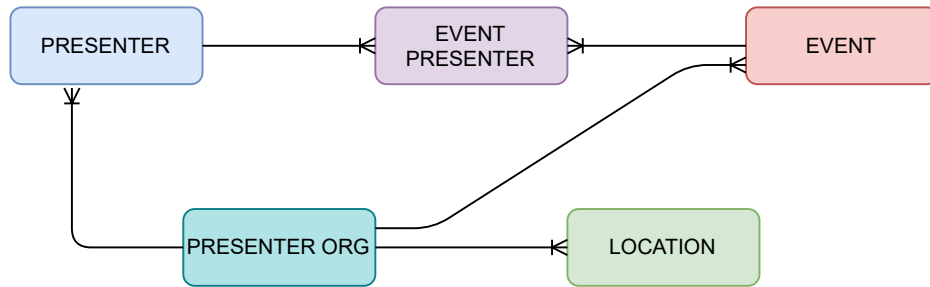 PRESENTER
EVENT
PRESENTER
EVENT
PRESENTER ORG
LOCATION